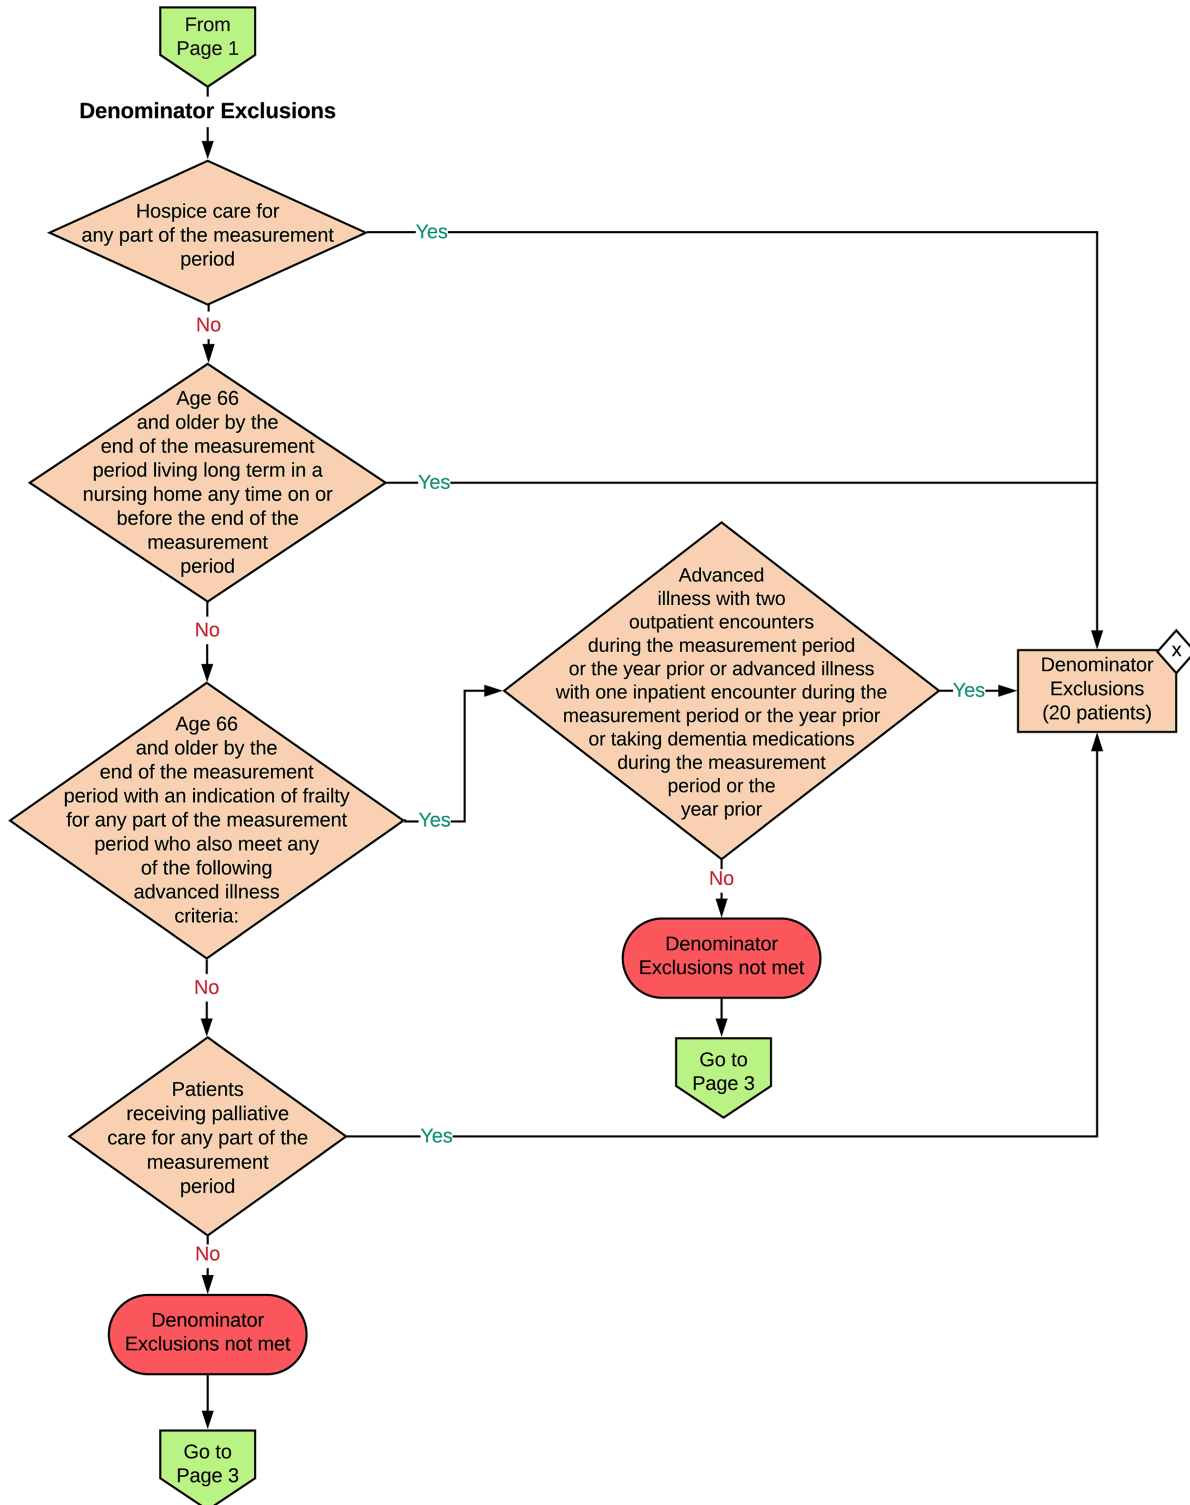 From
Page 1
Denominator Exclusions
Hospice care for
any part of the measurement
period
Yes
No
Age 66
and older by the
end of the measurement
period living long term in a
nursing home any time on or
before the end of the
measurement
period
Yes
No
Age 66
and older by the
end of the measurement
period with an indication of frailty
for any part of the measurement
period who also meet any
of the following
advanced illness
criteria:
Yes
Advanced
illness with two
outpatient encounters
during the measurement period
or the year prior or advanced illness
with one inpatient encounter during the
measurement period or the year prior
or taking dementia medications
during the measurement
period or the
year prior
Yes
x
Denominator
Exclusions
(20 patients)
No
Denominator
Exclusions not met
Go to
Page 3
No
Patients
receiving palliative
care for any part of the
measurement
period
Yes
No
Denominator
Exclusions not met
Go to
Page 3